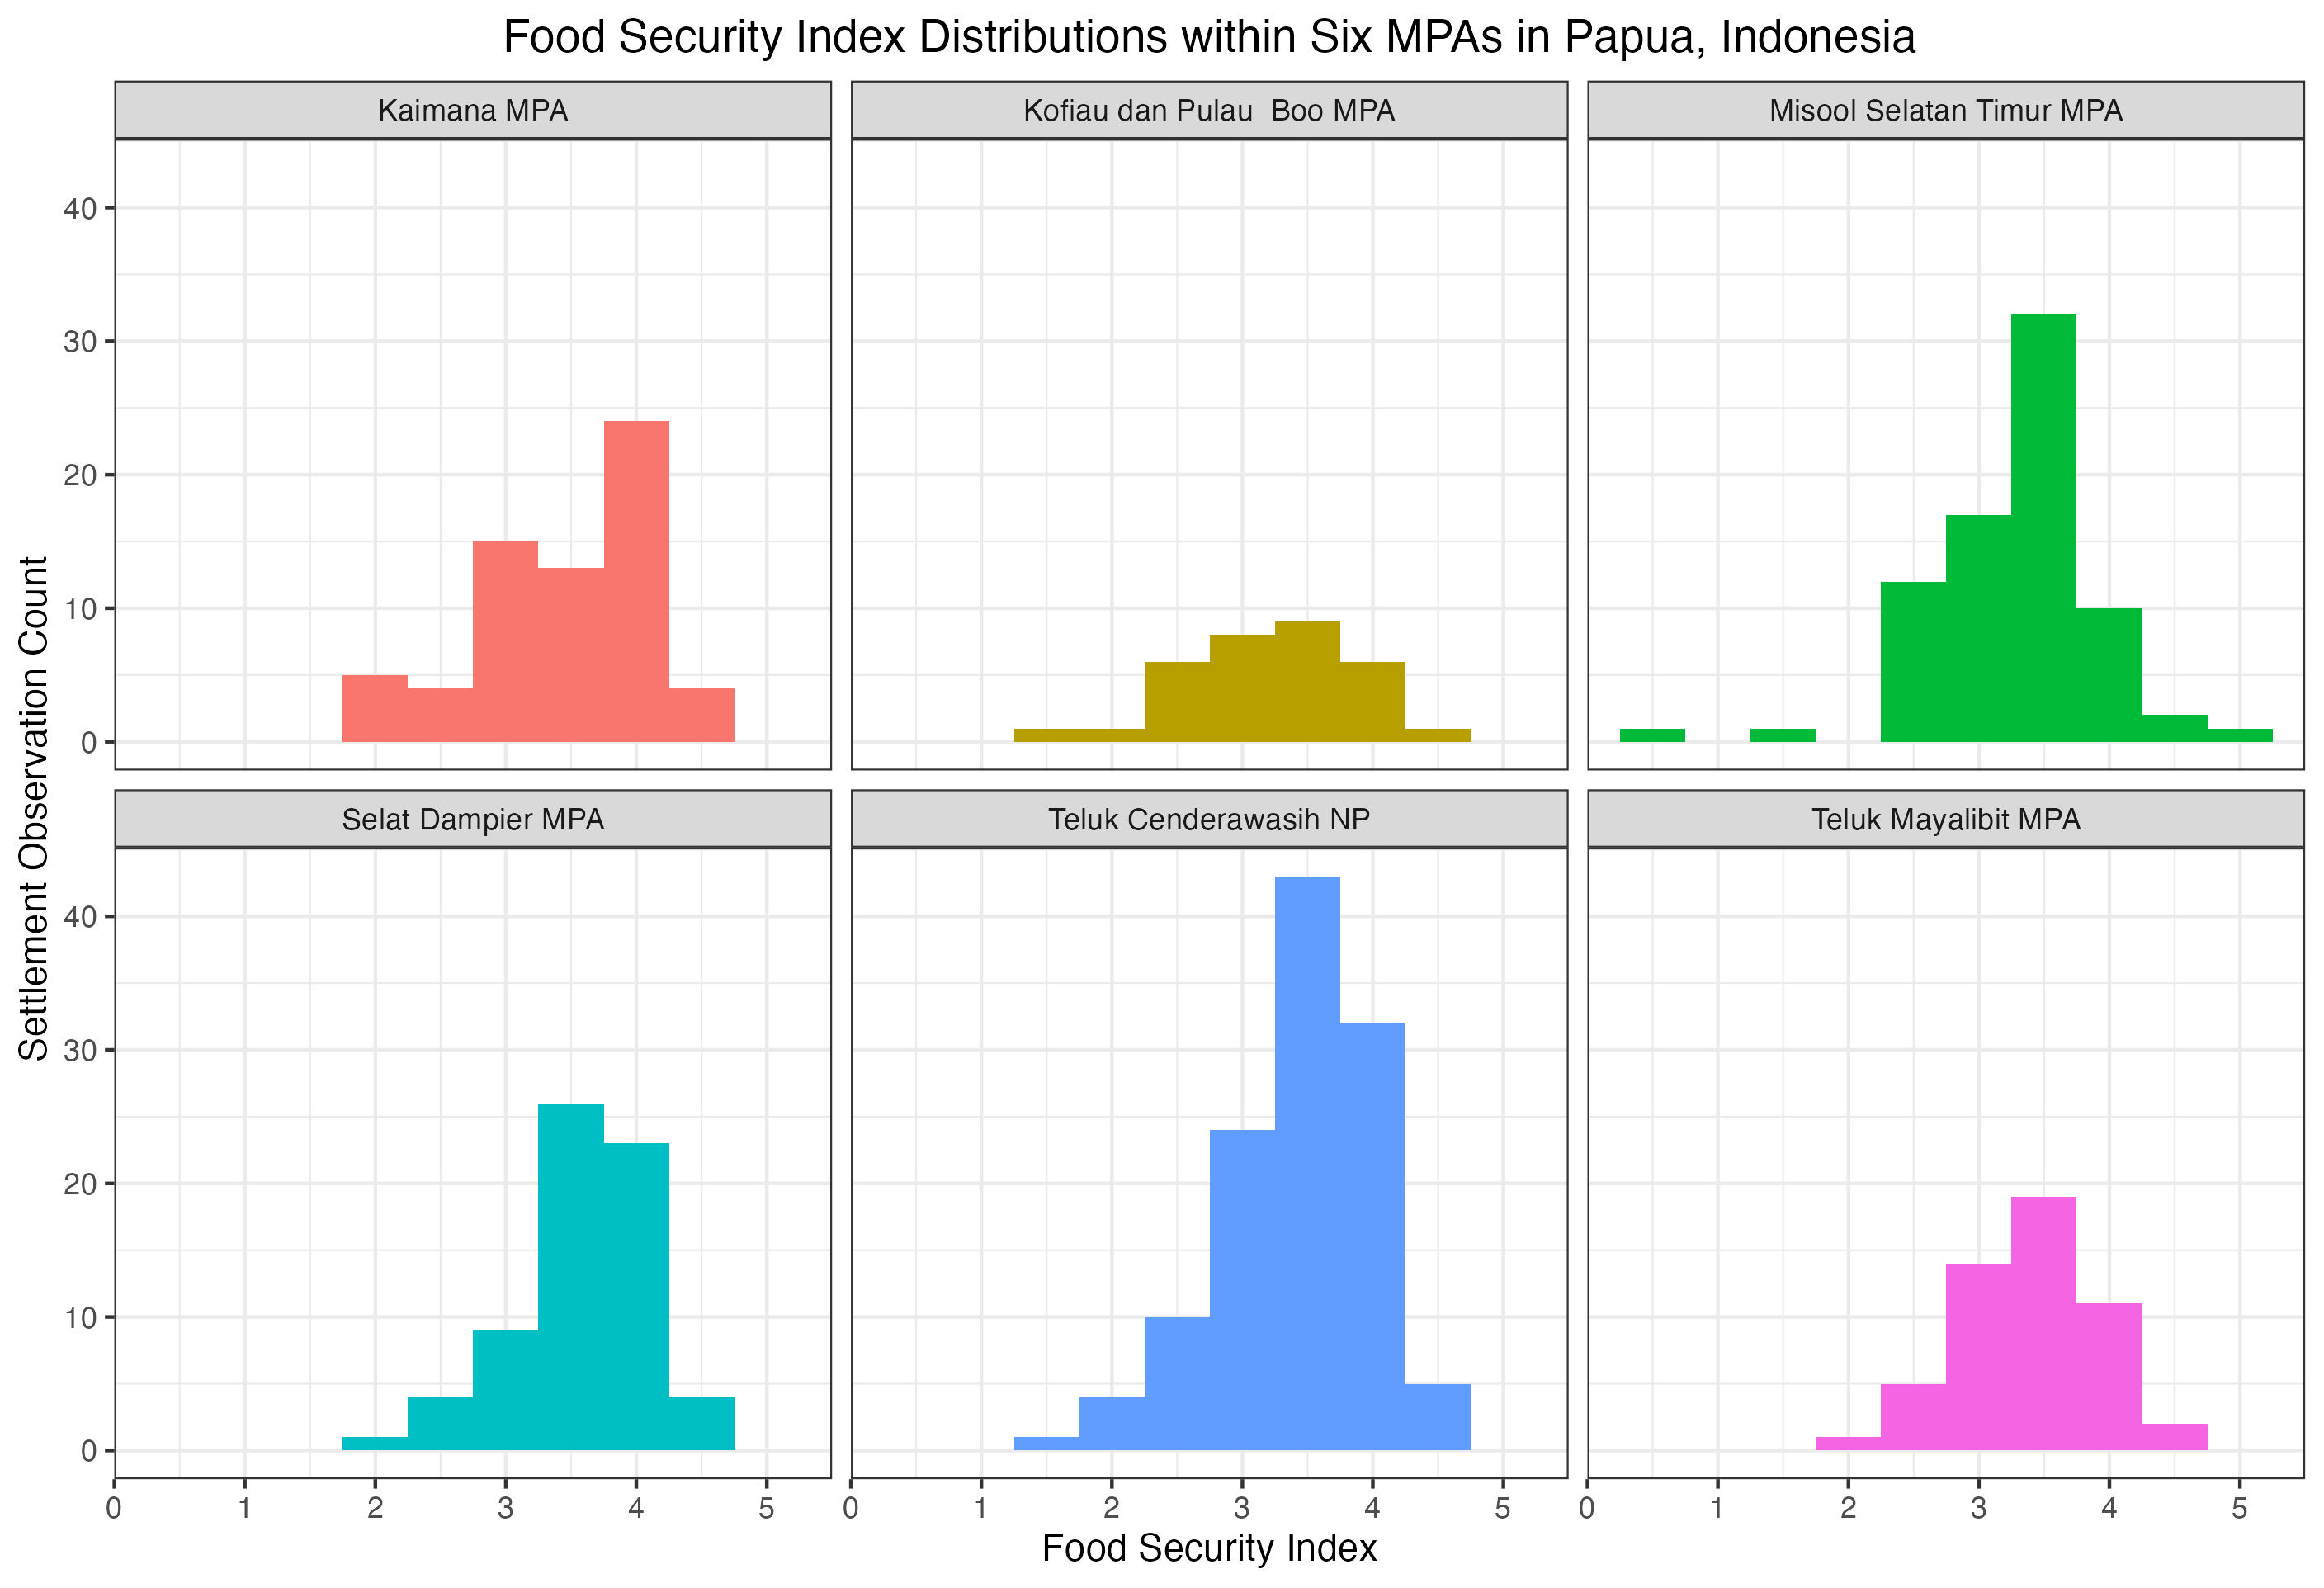 Food Security Index Distributions within Six MPAs in Papua, Indonesia
Kaimana MPA
Kofiau dan Pulau  Boo MPA
Misool Selatan Timur MPA
40
30
20
10
0
Settlement Observation Count
Selat Dampier MPA
Teluk Cenderawasih NP
Teluk Mayalibit MPA
40
30
20
10
0
0 1 2 3 4 5
0 1 2 3 4 5
0 1 2 3 4 5
Food Security Index